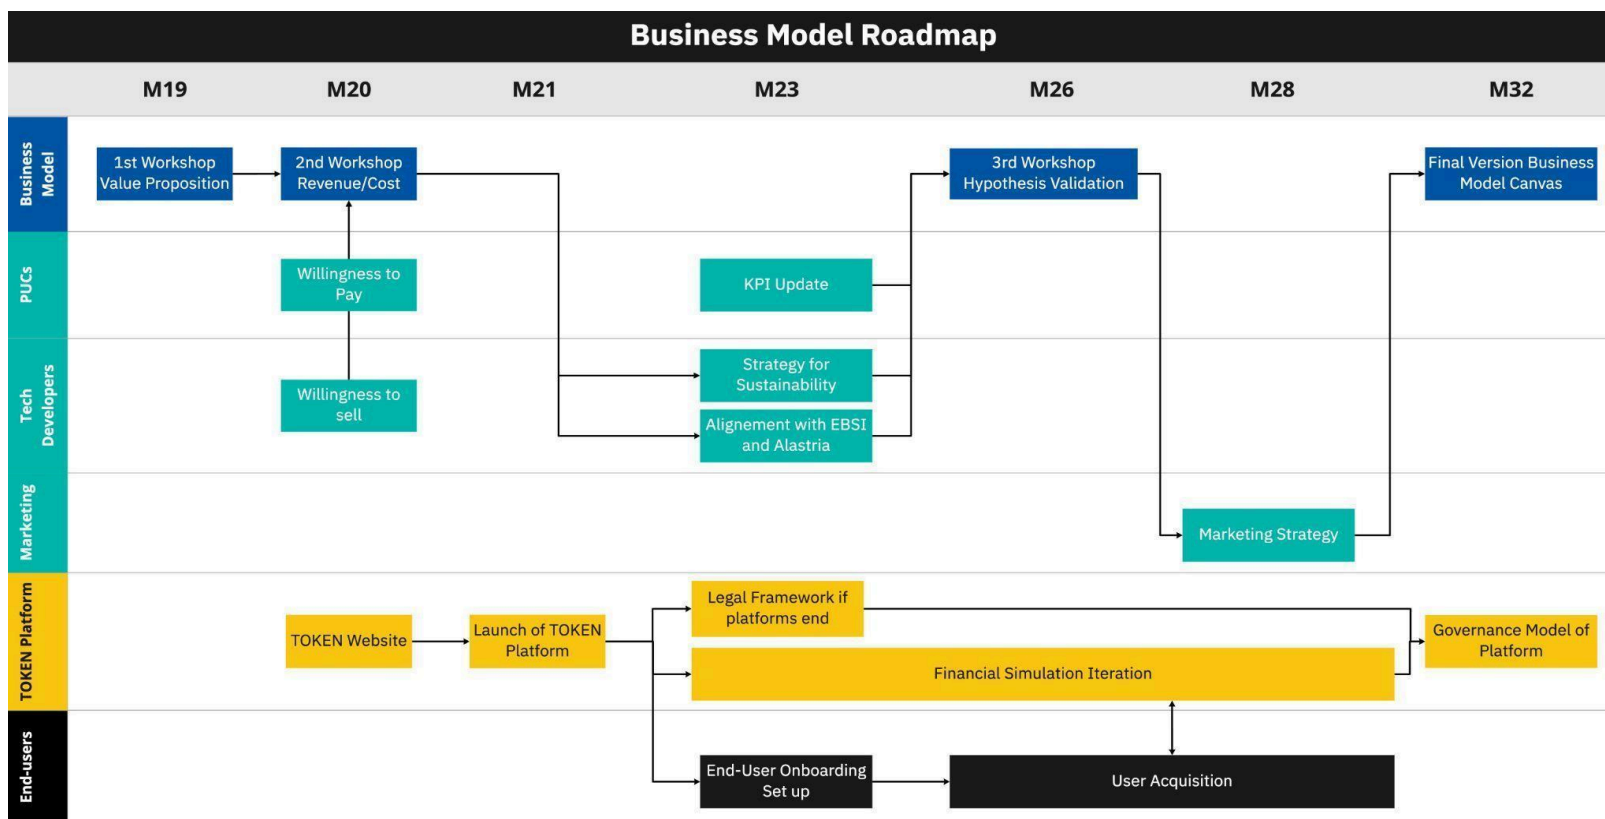 Business Model Roadmap
M19
M20
M21
M23
M26
M28
M32
Business
Model
1st Workshop
Value Proposition
2nd Workshop
Revenue/Cost
3rd Workshop
Hypothesis Validation
Final Version Business
Model Canvas
PUCs
Willingness to
Pay
KPI Update
Tech
Developers
Willingness to
sell
Strategy for
Sustainability
Alignement with EBSI
and Alastria
Marketing
Marketing Strategy
TOKEN Platform
TOKEN Website
Launch of TOKEN
Platform
Legal Framework if
platforms end
Financial Simulation Iteration
Governance Model of
Platform
End-users
End-User Onboarding
Set up
User Acquisition